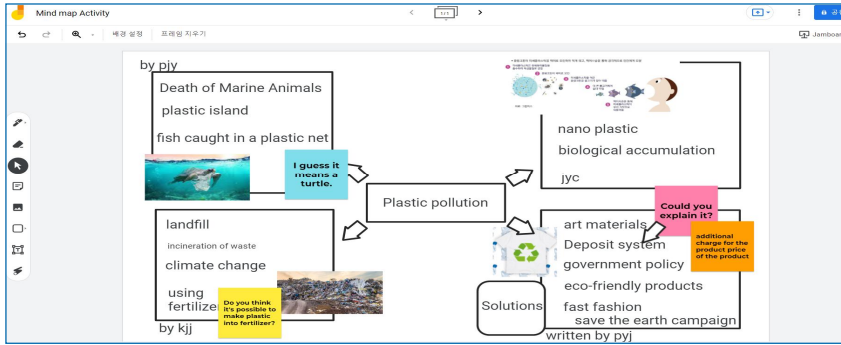 Mind map Activity
1 / 1
배경 설정
프레임 지우기
Jamboard
by pjy
Death of Marine Animals
plastic island
fish caught in a plastic net
I guess it
means a
turtle.
nano plastic
biological accumulation
jyc
Plastic pollution
landfill
incineration of waste
climate change
using
fertilizer
Do you think
it's possible to
make plastic
into fertilizer?
by kjj
Could you
explain it?
art materials
Deposit system
additional
charge for the
product price
of the product
government policy
eco-friendly products
Solutions
fast fashion
save the earth campaign
written by pyj